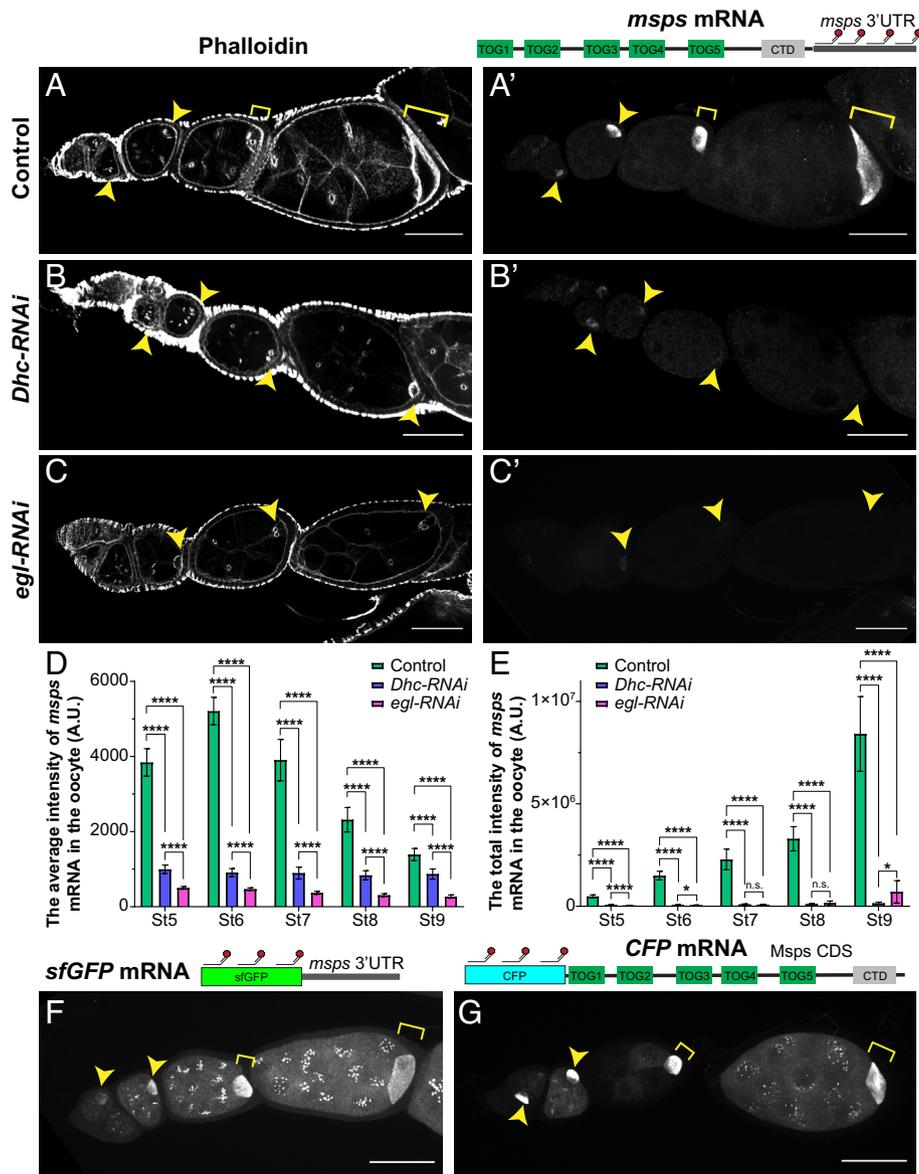 msps mRNA
msps 3'UTR
Phalloidin
TOG1 TOG2 TOG3 TOG4 TOG5 CTD
Control
A
A'
Dhc-RNAi
B
B'
egl-RNAi
C
C'
D
The average intensity of msps
mRNA in the oocyte (A.U.)
6000
4000
2000
0
Control
Dhc-RNAi
egl-RNAi
**** **** ****
**** **** ****
**** **** ****
**** **** ****
**** **** ****
St5 St6 St7 St8 St9
E
The total intensity of msps
mRNA in the oocyte (A.U.)
1×10⁷
5×10⁶
0
Control
Dhc-RNAi
egl-RNAi
**** **** ****
**** **** *
**** **** n.s.
**** **** n.s.
**** **** *
St5 St6 St7 St8 St9
sfGFP mRNA
sfGFP
msps 3'UTR
CFP mRNA Msps CDS
CFP TOG1 TOG2 TOG3 TOG4 TOG5 CTD
F
G